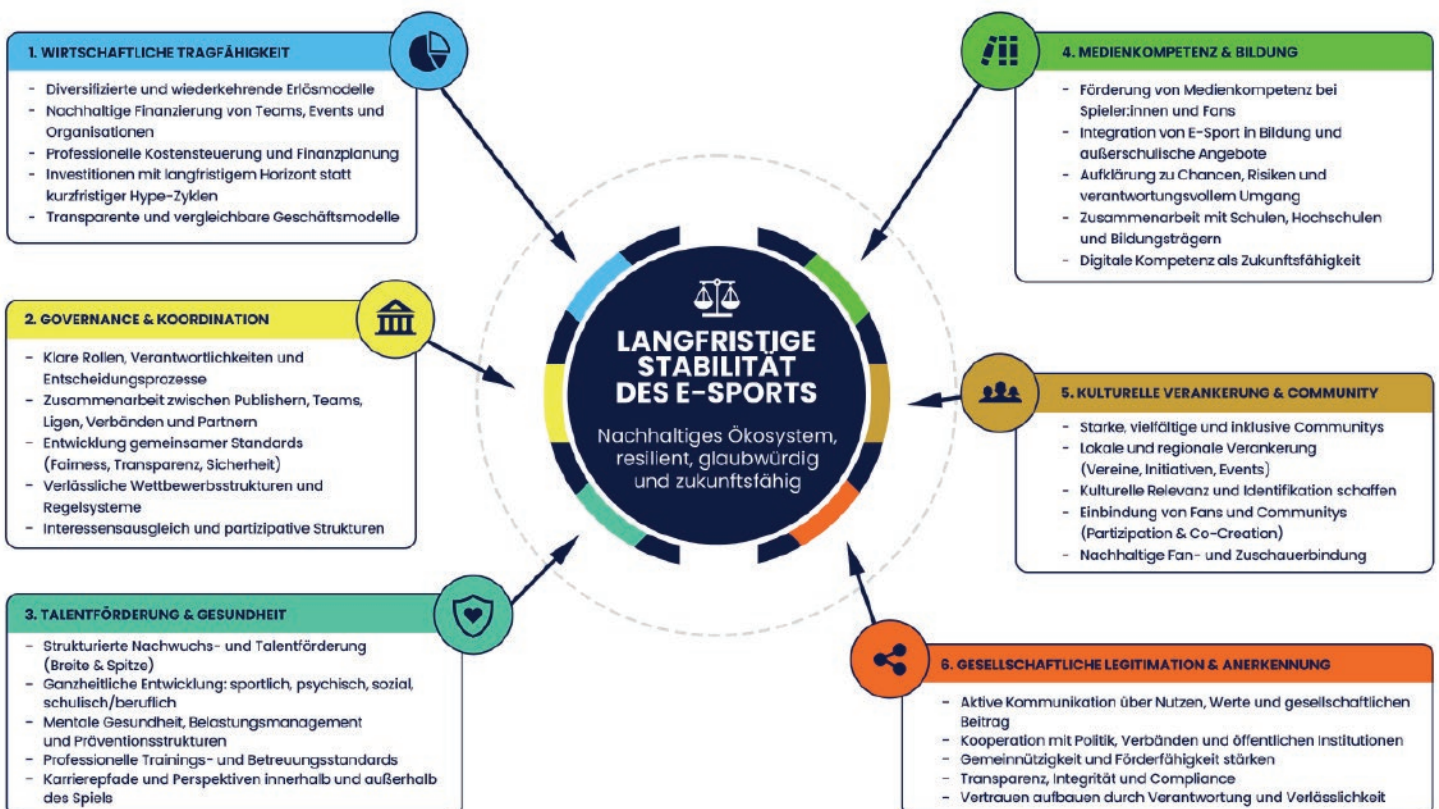 1. WIRTSCHAFTLICHE TRAGFÄHIGKEIT
- Diversifizierte und wiederkehrende Erlösmodelle
- Nachhaltige Finanzierung von Teams, Events und
Organisationen
- Professionelle Kostensteuerung und Finanzplanung
- Investitionen mit langfristigem Horizont statt
kurzfristiger Hype-Zyklen
- Transparente und vergleichbare Geschäftsmodelle
2. GOVERNANCE & KOORDINATION
- Klare Rollen, Verantwortlichkeiten und
Entscheidungsprozesse
- Zusammenarbeit zwischen Publishern, Teams,
Ligen, Verbänden und Partnern
- Entwicklung gemeinsamer Standards
(Fairness, Transparenz, Sicherheit)
- Verlässliche Wettbewerbsstrukturen und
Regelsysteme
- Interessensausgleich und partizipative Strukturen
3. TALENTFÖRDERUNG & GESUNDHEIT
- Strukturierte Nachwuchs- und Talentförderung
(Breite & Spitze)
- Ganzheitliche Entwicklung: sportlich, psychisch, sozial,
schulisch/beruflich
- Mentale Gesundheit, Belastungsmanagement
und Präventionsstrukturen
- Professionelle Trainings- und Betreuungsstandards
- Karrierepfade und Perspektiven innerhalb und außerhalb
des Spiels
LANGFRISTIGE
STABILITÄT
DES E-SPORTS
Nachhaltiges Ökosystem,
resilient, glaubwürdig
und zukunftsfähig
4. MEDIENKOMPETENZ & BILDUNG
- Förderung von Medienkompetenz bei
Spieler:innen und Fans
- Integration von E-Sport in Bildung und
außerschulische Angebote
- Aufklärung zu Chancen, Risiken und
verantwortungsvollem Umgang
- Zusammenarbeit mit Schulen, Hochschulen
und Bildungsträgern
- Digitale Kompetenz als Zukunftsfähigkeit
5. KULTURELLE VERANKERUNG & COMMUNITY
- Starke, vielfältige und inklusive Communitys
- Lokale und regionale Verankerung
(Vereine, Initiativen, Events)
- Kulturelle Relevanz und Identifikation schaffen
- Einbindung von Fans und Communitys
(Partizipation & Co-Creation)
- Nachhaltige Fan- und Zuschauerbindung
6. GESELLSCHAFTLICHE LEGITIMATION & ANERKENNUNG
- Aktive Kommunikation über Nutzen, Werte und gesellschaftlichen
Beitrag
- Kooperation mit Politik, Verbänden und öffentlichen Institutionen
- Gemeinnützigkeit und Förderfähigkeit stärken
- Transparenz, Integrität und Compliance
- Vertrauen aufbauen durch Verantwortung und Verlässlichkeit